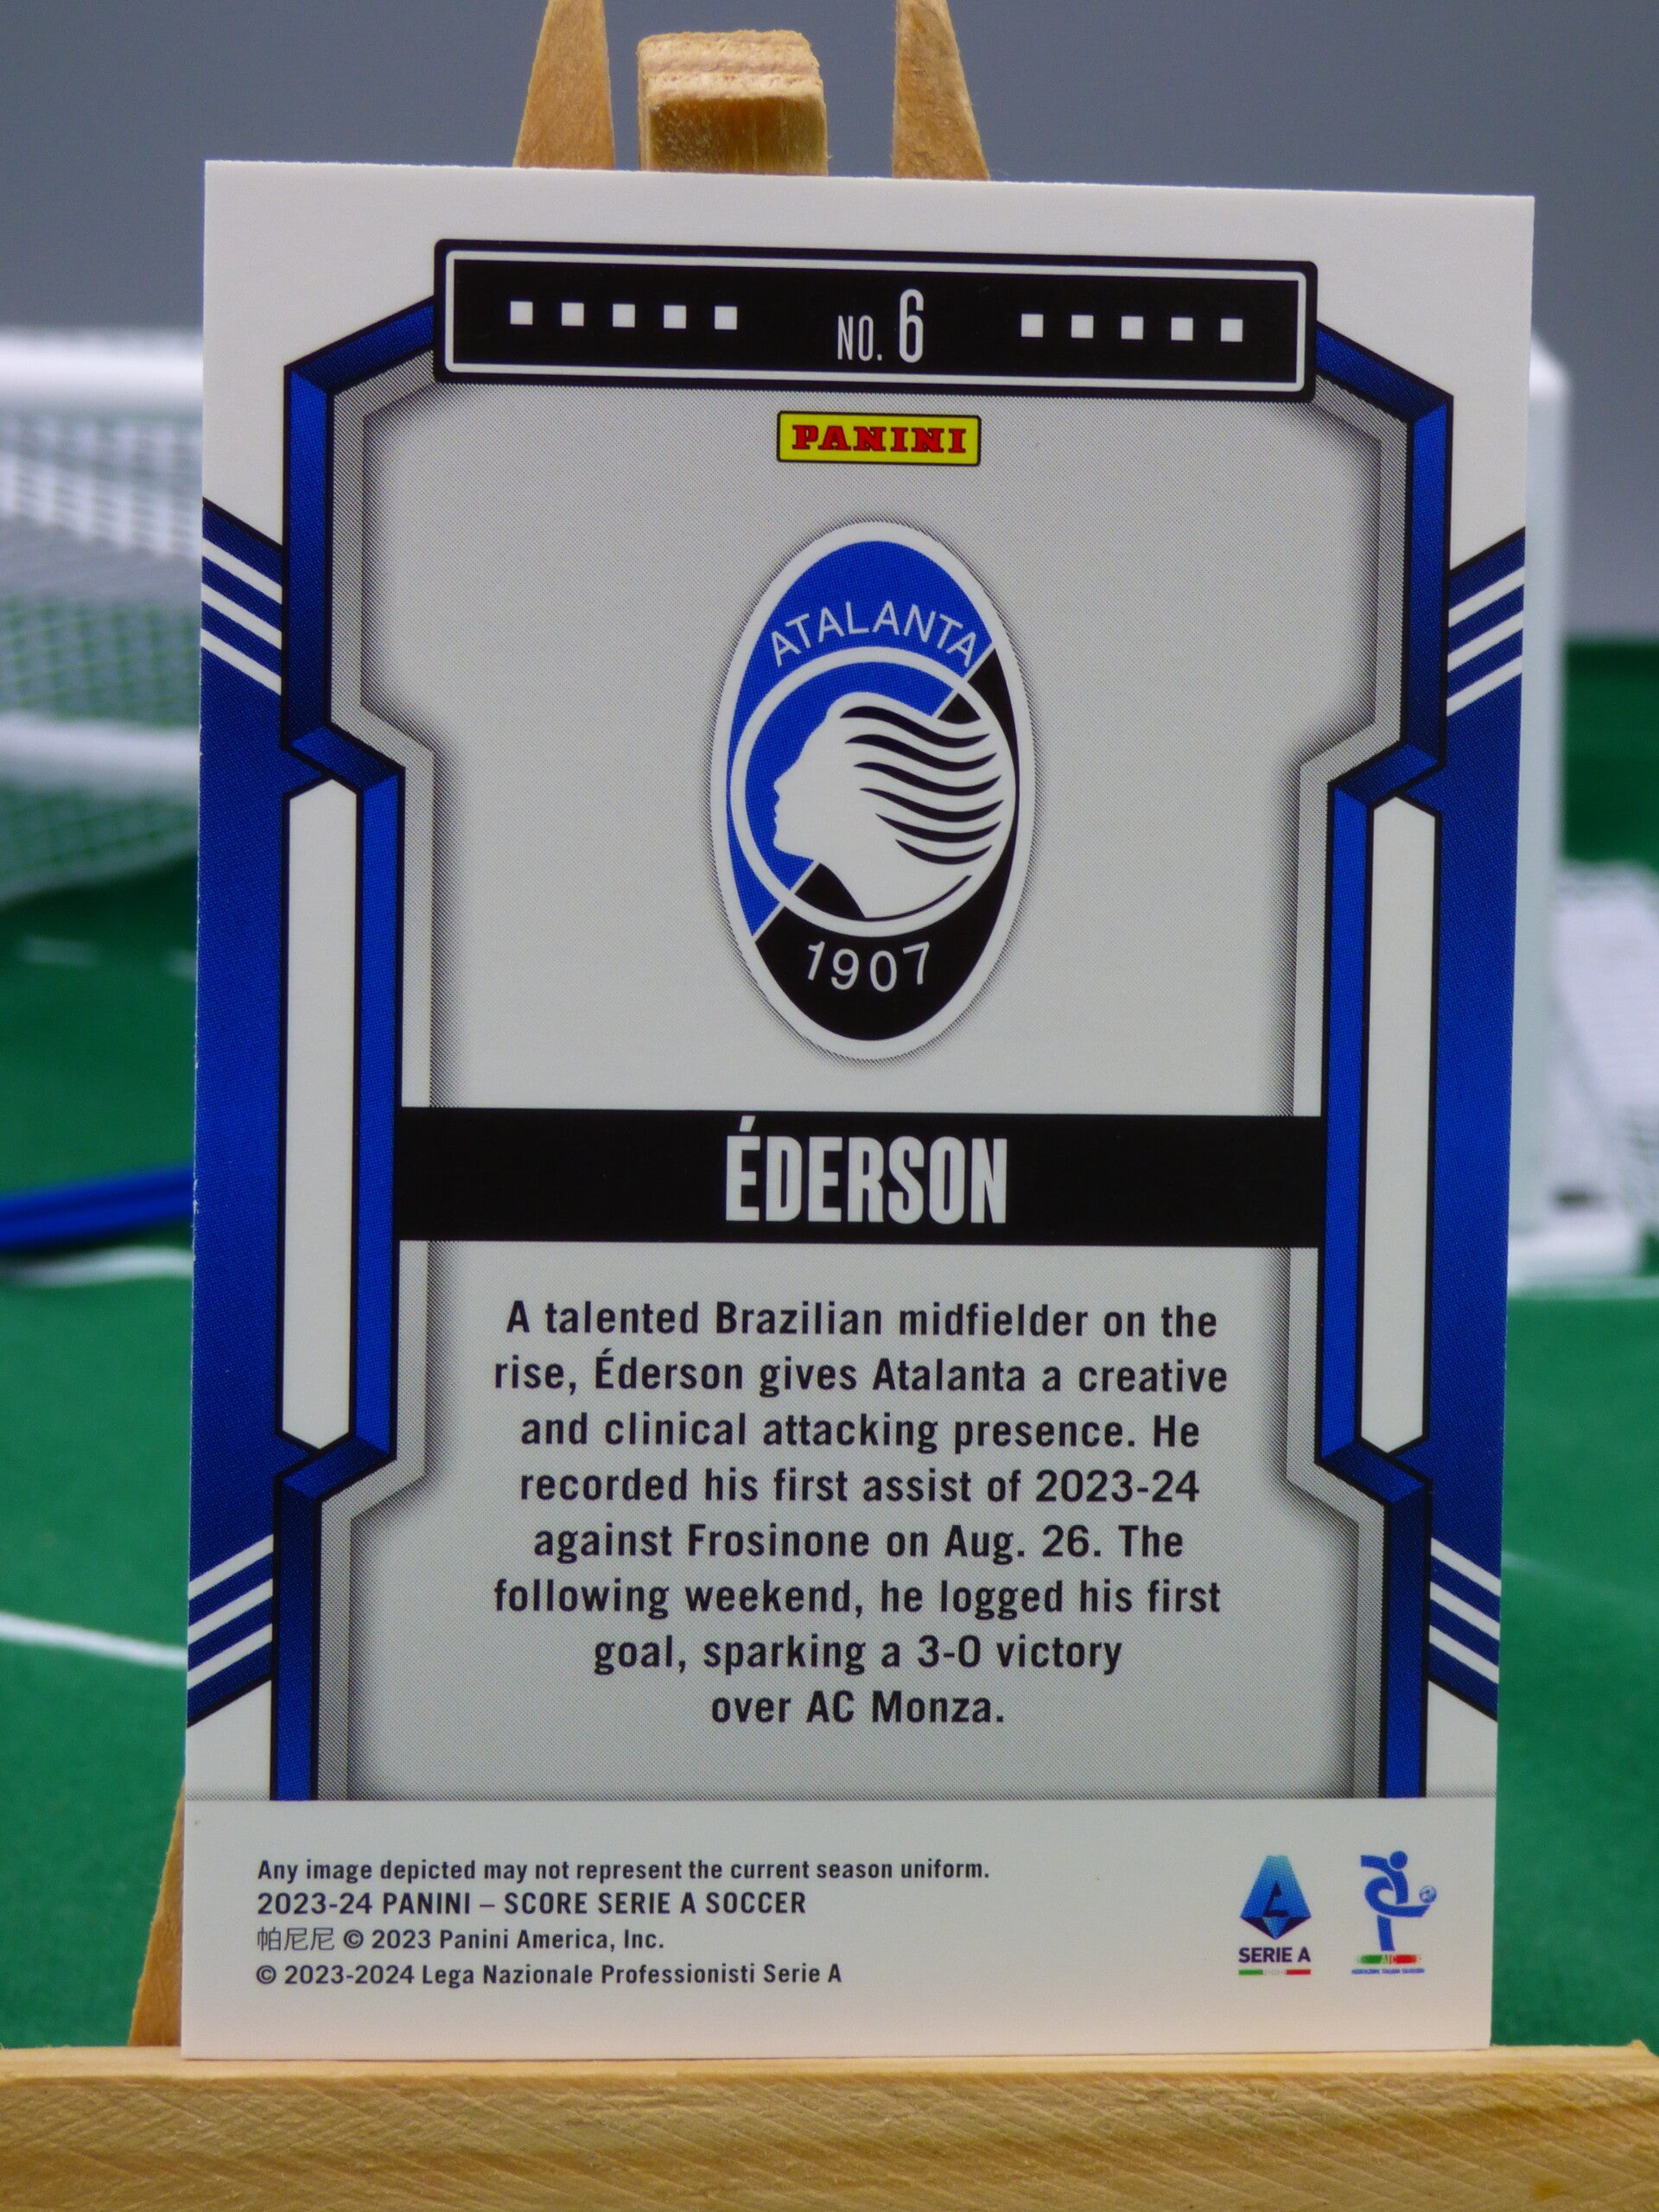 NO. 6
PANINI
ATALANTA
1907
ÉDERSON
A talented Brazilian midfielder on the
rise, Éderson gives Atalanta a creative
and clinical attacking presence. He
recorded his first assist of 2023-24
against Frosinone on Aug. 26. The
following weekend, he logged his first
goal, sparking a 3-0 victory
over AC Monza.
Any image depicted may not represent the current season uniform.
2023-24 PANINI – SCORE SERIE A SOCCER
帕尼尼 © 2023 Panini America, Inc.
© 2023-2024 Lega Nazionale Professionisti Serie A
SERIE A